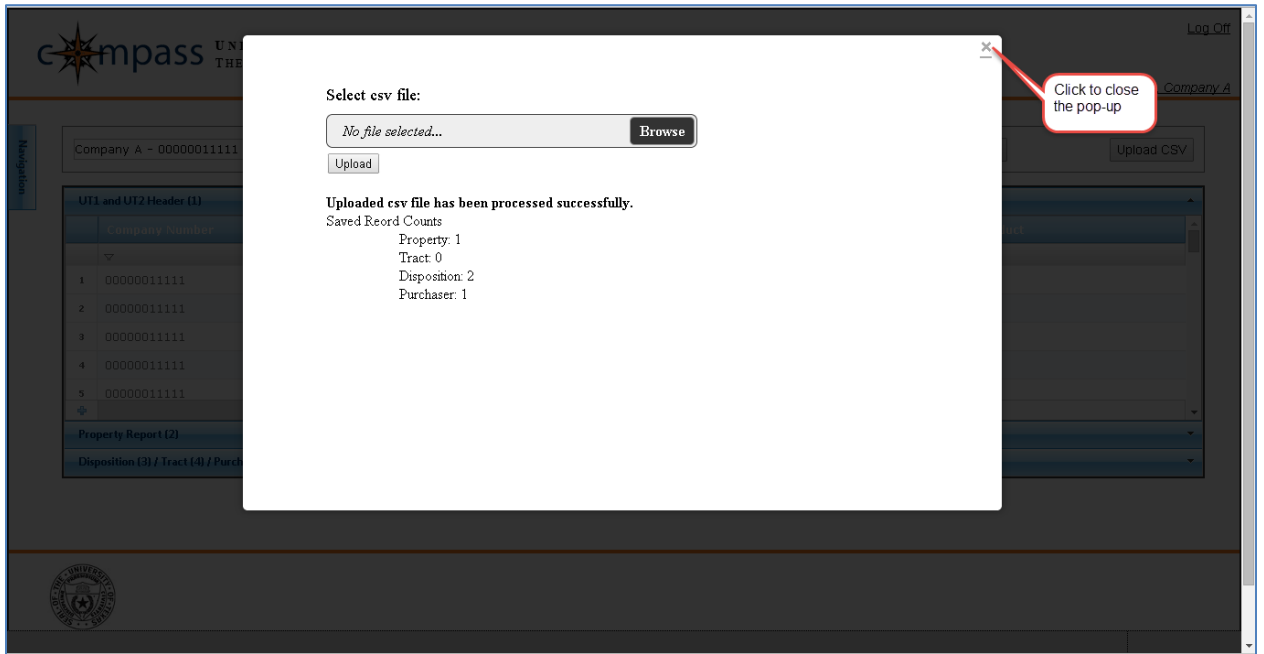 Log Off
compass UNI
THE
Company A
Click to close
the pop-up
×
Select csv file:
No file selected... Browse
Upload
Uploaded csv file has been processed successfully.
Saved Reord Counts
Property: 1
Tract: 0
Disposition: 2
Purchaser: 1
Navigation
Company A - 00000011111
Upload CSV
UT1 and UT2 Header (1)
Company Number
uct
1 00000011111
2 00000011111
3 00000011111
4 00000011111
5 00000011111
Property Report (2)
Disposition (3) / Tract (4) / Purch